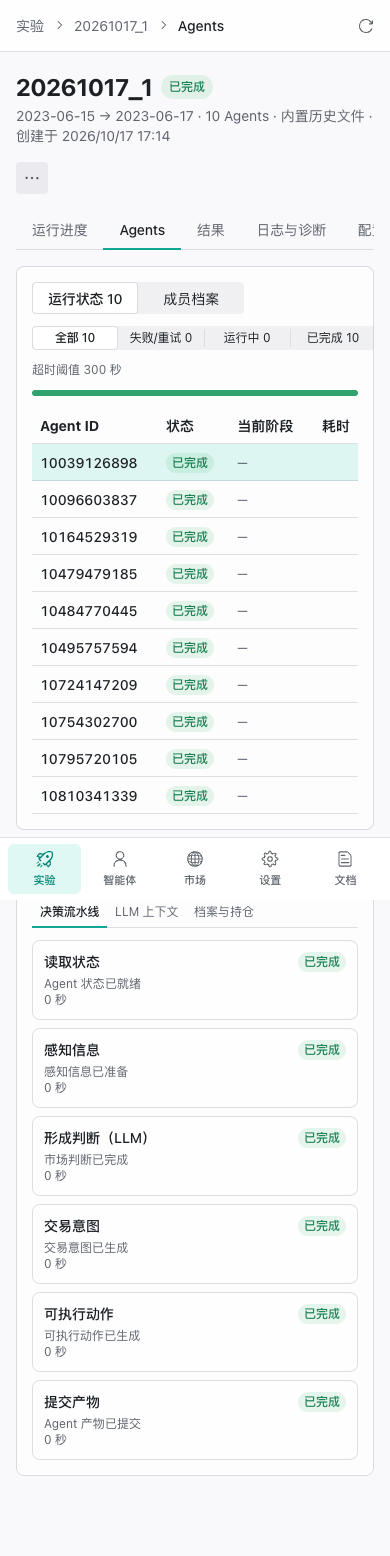 实验 > 20261017_1 > Agents
20261017_1 已完成
2023-06-15 → 2023-06-17 · 10 Agents · 内置历史文件 ·
创建于 2026/10/17 17:14
...
运行进度 Agents 结果 日志与诊断 配
运行状态 10 成员档案
全部 10 失败/重试 0 运行中 0 已完成 10
超时阈值 300 秒
Agent ID 状态 当前阶段 耗时
10039126898 已完成 —
10096603837 已完成 —
10164529319 已完成 —
10479479185 已完成 —
10484770445 已完成 —
10495757594 已完成 —
10724147209 已完成 —
10754302700 已完成 —
10795720105 已完成 —
10810341339 已完成 —
实验 智能体 市场 设置 文档
决策流水线 LLM 上下文 档案与持仓
读取状态 已完成
Agent 状态已就绪
0 秒
感知信息 已完成
感知信息已准备
0 秒
形成判断（LLM） 已完成
市场判断已完成
0 秒
交易意图 已完成
交易意图已生成
0 秒
可执行动作 已完成
可执行动作已生成
0 秒
提交产物 已完成
Agent 产物已提交
0 秒